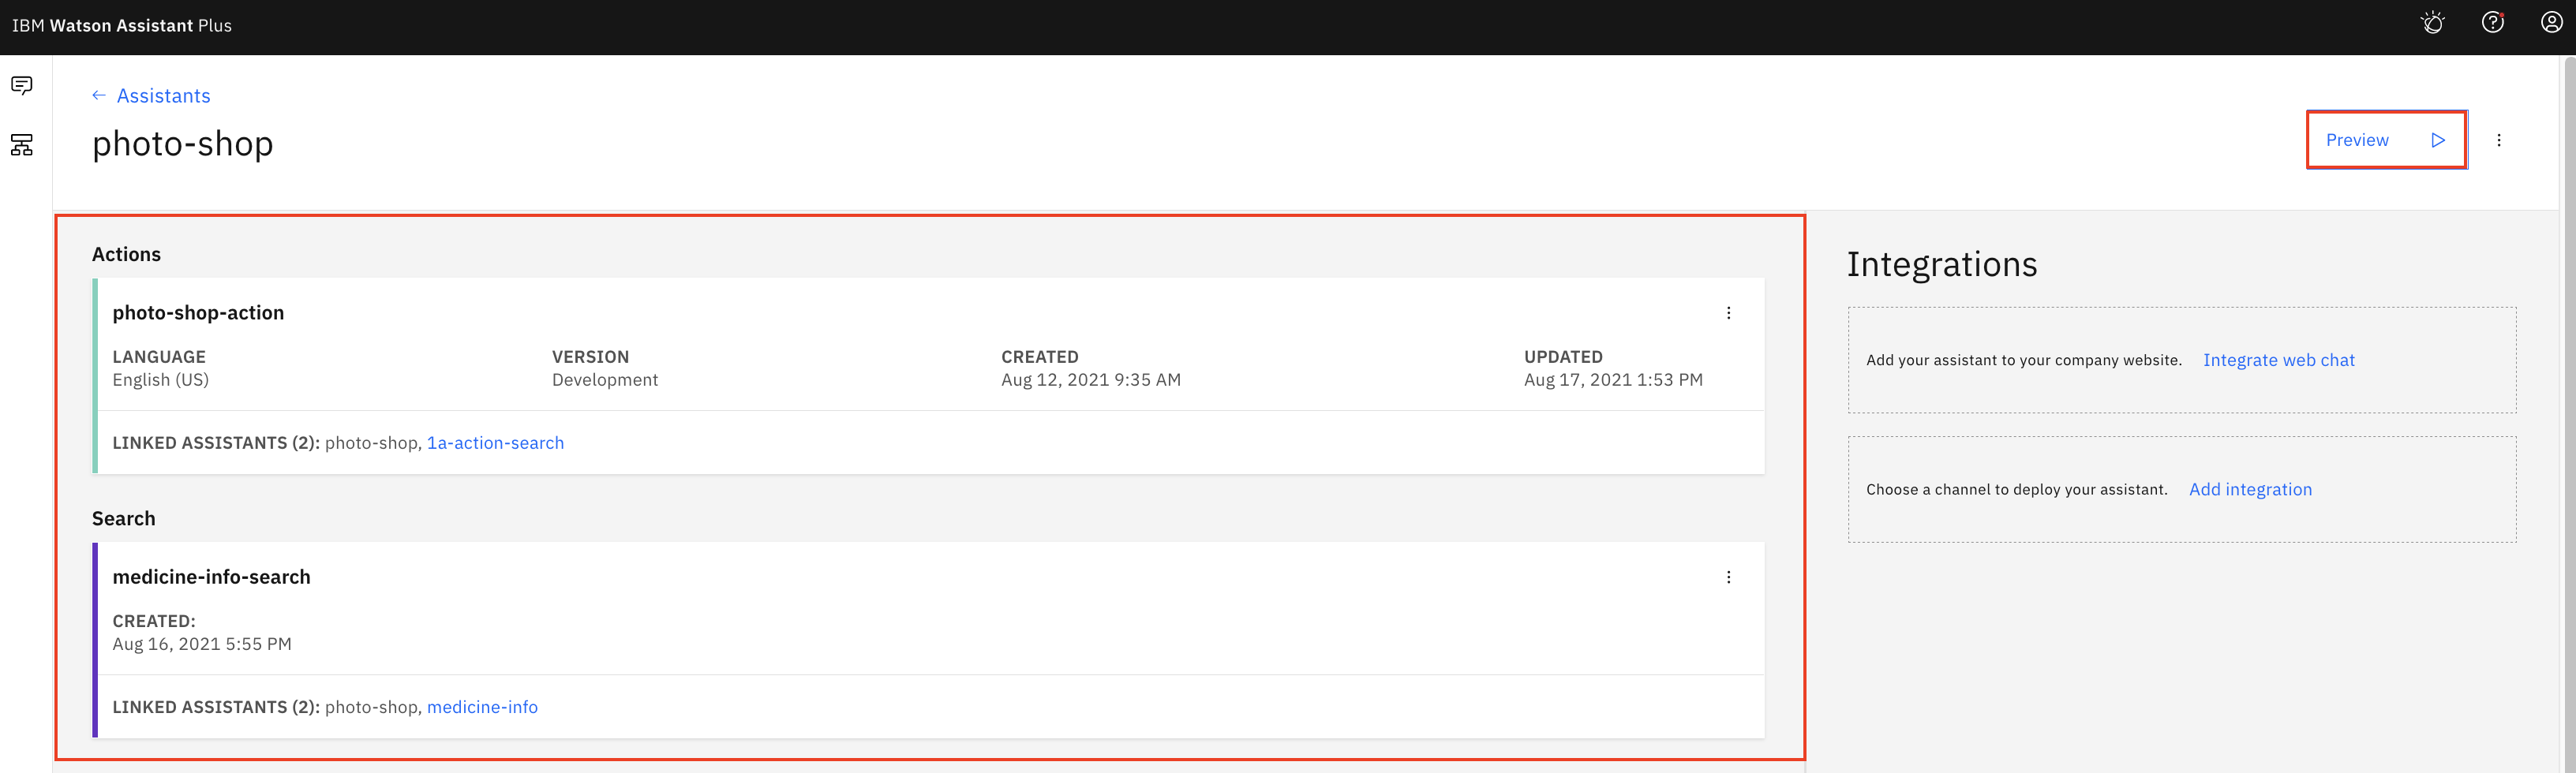 IBM Watson Assistant Plus
← Assistants
photo-shop
Preview
Actions
photo-shop-action
LANGUAGE VERSION CREATED UPDATED
English (US) Development Aug 12, 2021 9:35 AM Aug 17, 2021 1:53 PM
LINKED ASSISTANTS (2): photo-shop, 1a-action-search
Search
medicine-info-search
CREATED:
Aug 16, 2021 5:55 PM
LINKED ASSISTANTS (2): photo-shop, medicine-info
Integrations
Add your assistant to your company website. Integrate web chat
Choose a channel to deploy your assistant. Add integration